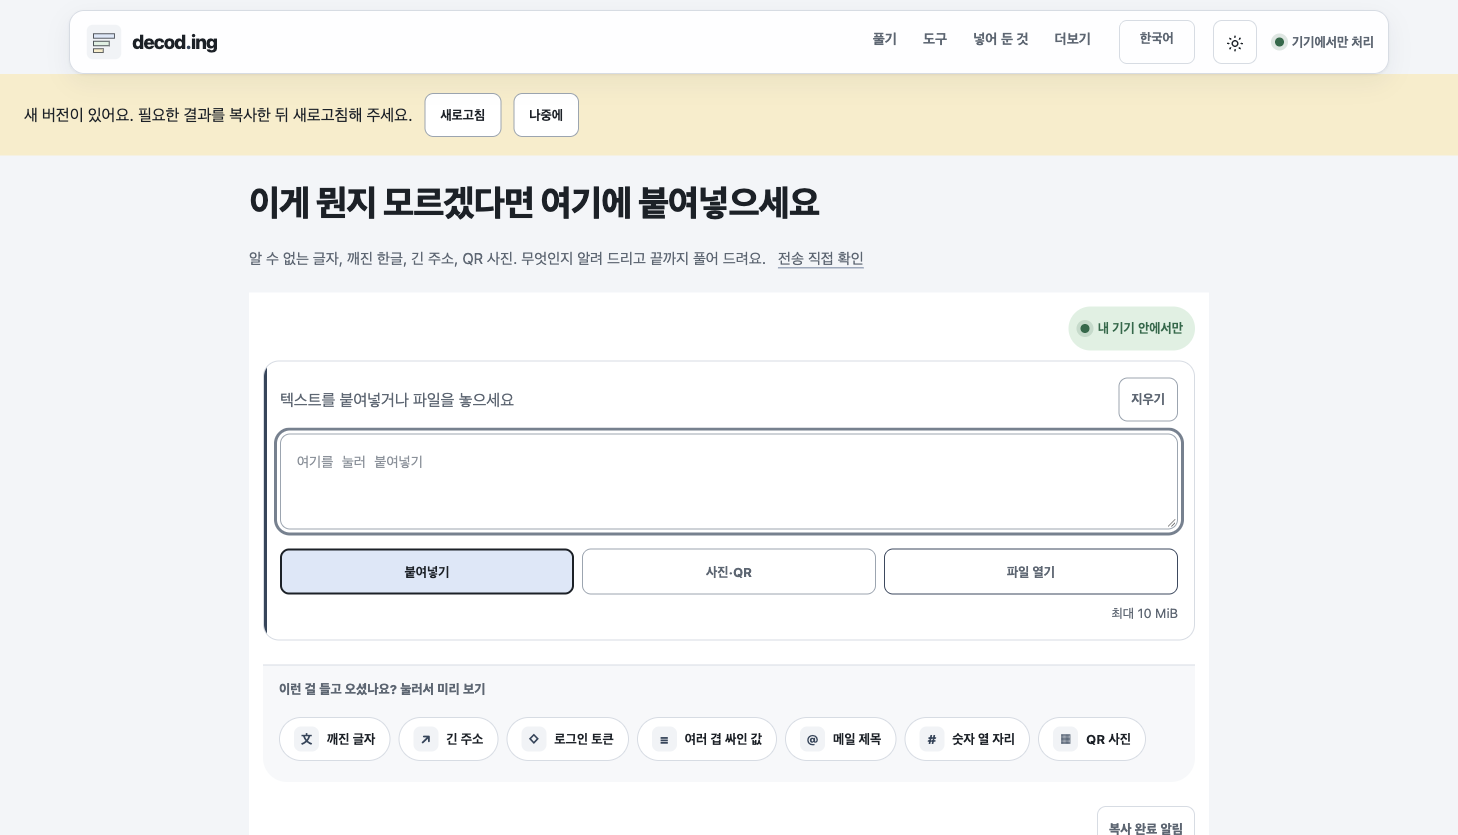 decod.ing
풀기 도구 넣어 둔 것 더보기 한국어 기기에서만 처리
새 버전이 있어요. 필요한 결과를 복사한 뒤 새로고침해 주세요. 새로고침 나중에
이게 뭔지 모르겠다면 여기에 붙여넣으세요
알 수 없는 글자, 깨진 한글, 긴 주소, QR 사진. 무엇인지 알려 드리고 끝까지 풀어 드려요. 전송 직접 확인
내 기기 안에서만
텍스트를 붙여넣거나 파일을 놓으세요 지우기
여기를 눌러 붙여넣기
붙여넣기 사진·QR 파일 열기
최대 10 MiB
이런 걸 들고 오셨나요? 눌러서 미리 보기
文 깨진 글자 ↗ 긴 주소 ◇ 로그인 토큰 ≡ 여러 겹 싸인 값 @ 메일 제목 # 숫자 열 자리 ▦ QR 사진
복사 완료 알림